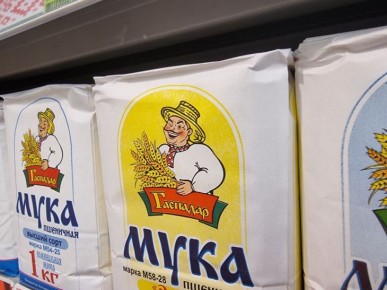 Гаспадар
мука
пшеничная
высший сорт
марка М54-25
1 кг
Гаспадар
мука
марка М58-28